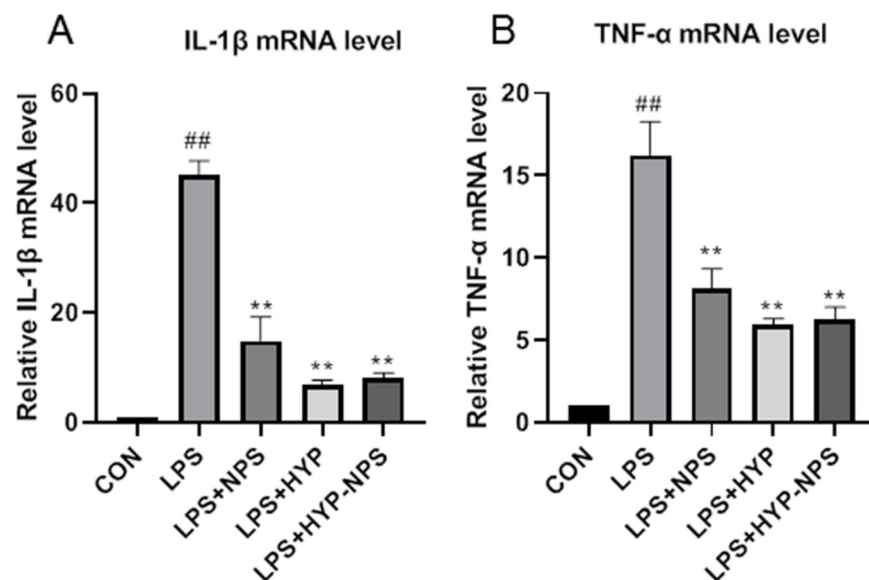 A
IL-1β mRNA level
Relative IL-1β mRNA level
60
40
20
0
##
**
**
**
CON
LPS
LPS+NPS
LPS+HYP
LPS+HYP-NPS
B
TNF-α mRNA level
Relative TNF-α mRNA level
20
15
10
5
0
##
**
**
**
CON
LPS
LPS+NPS
LPS+HYP
LPS+HYP-NPS